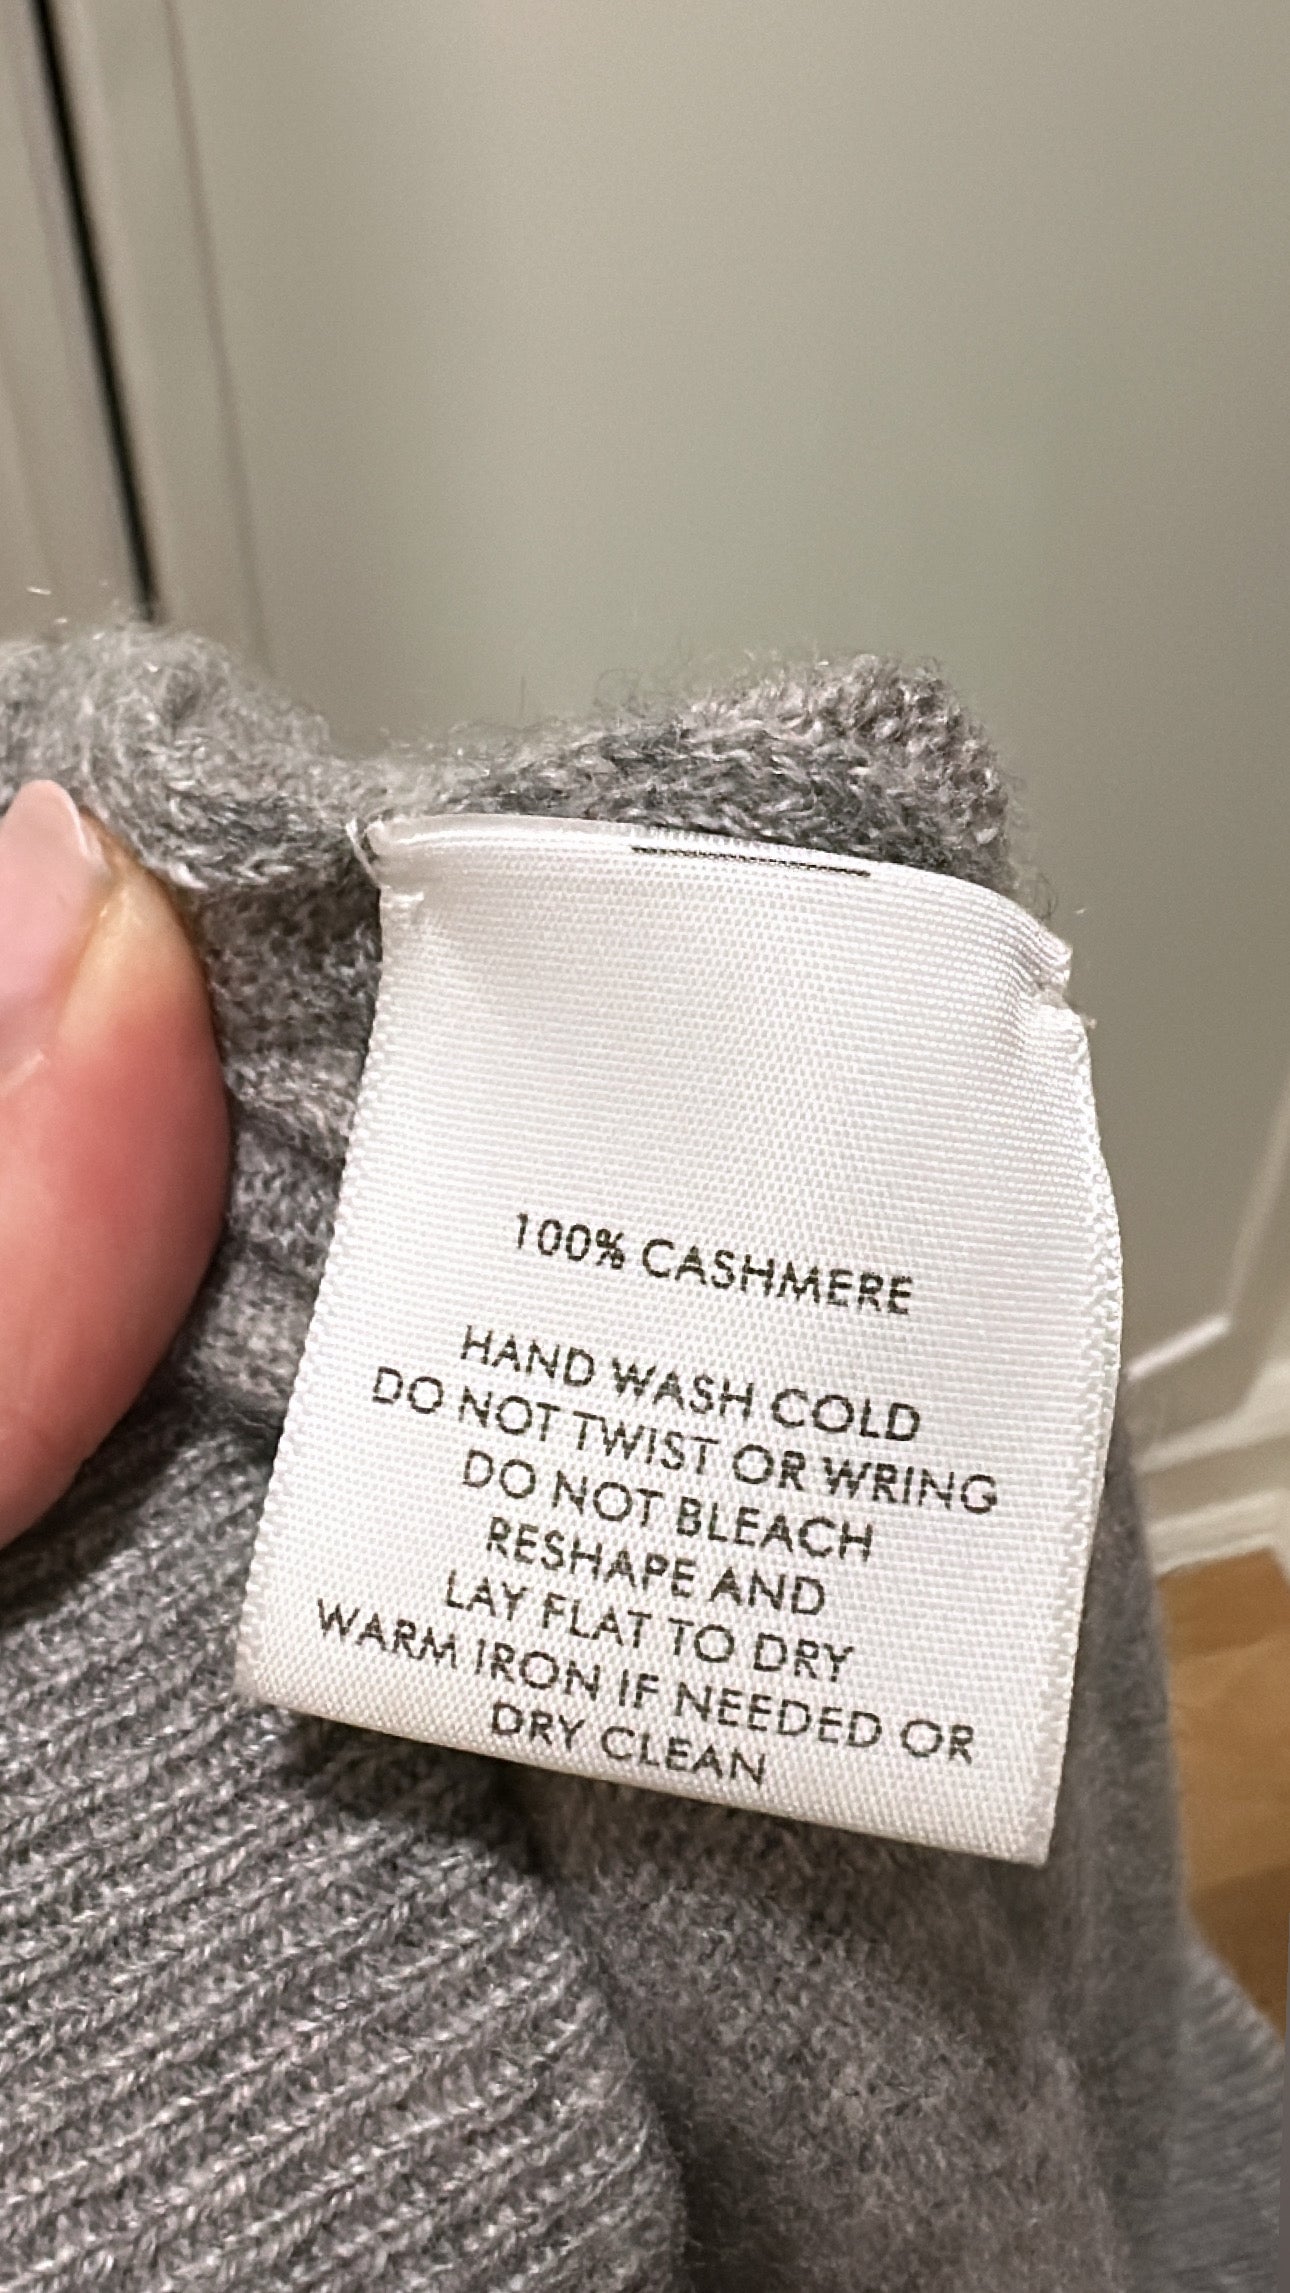 100% CASHMERE
HAND WASH COLD
DO NOT TWIST OR WRING
DO NOT BLEACH
RESHAPE AND
LAY FLAT TO DRY
WARM IRON IF NEEDED OR
DRY CLEAN